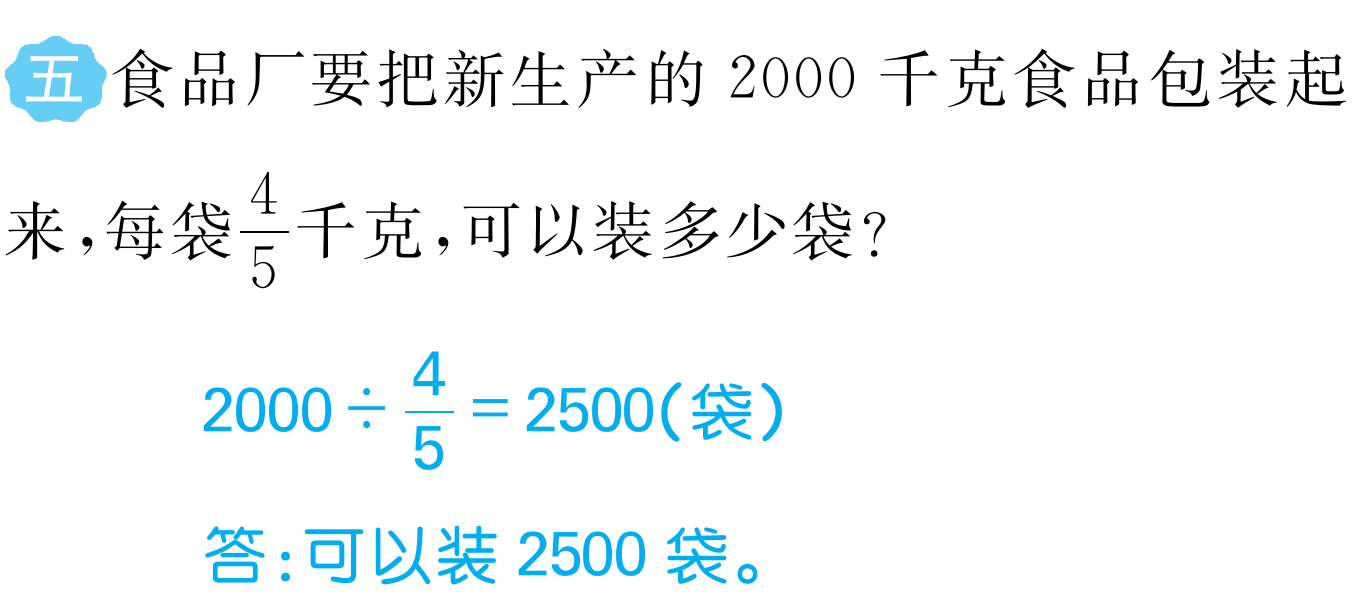 五 食品厂要把新生产的 2000 千克食品包装起
来,每袋4/5千克,可以装多少袋?
2000 ÷ 4/5 = 2500(袋)
答:可以装 2500 袋。